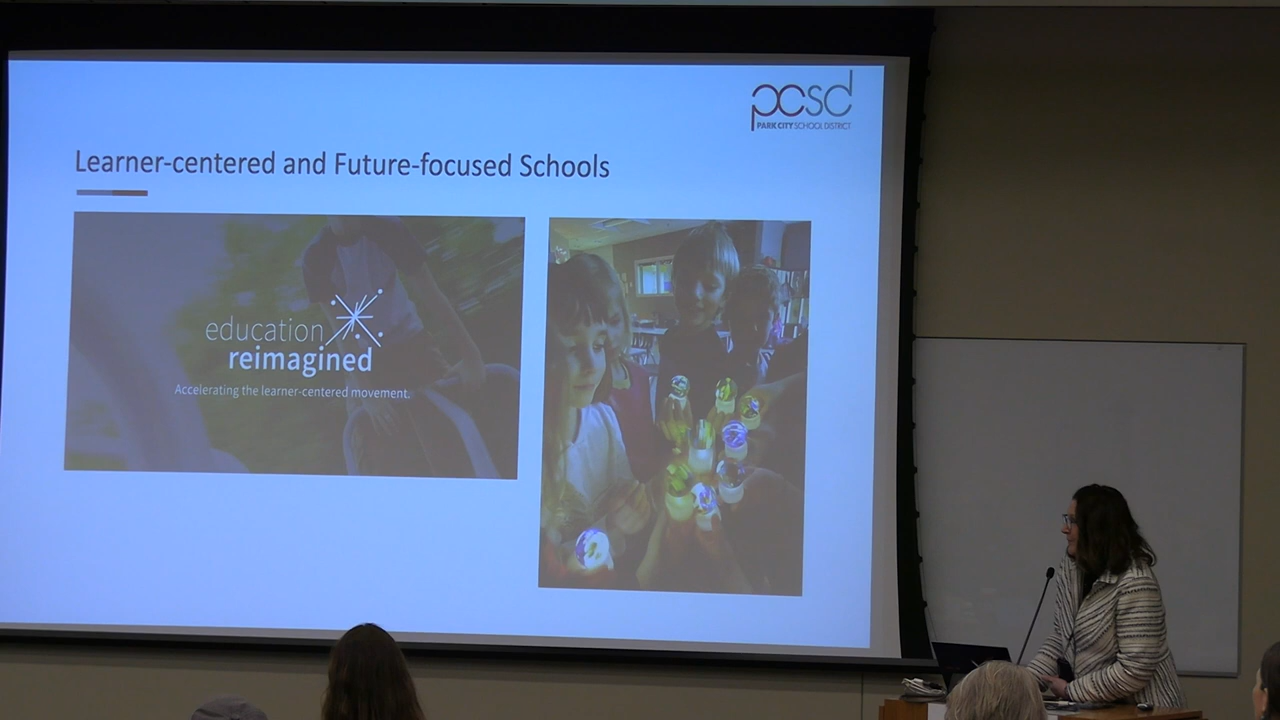 pcsd
PARK CITY SCHOOL DISTRICT
Learner-centered and Future-focused Schools
education
reimagined
Accelerating the learner-centered movement.